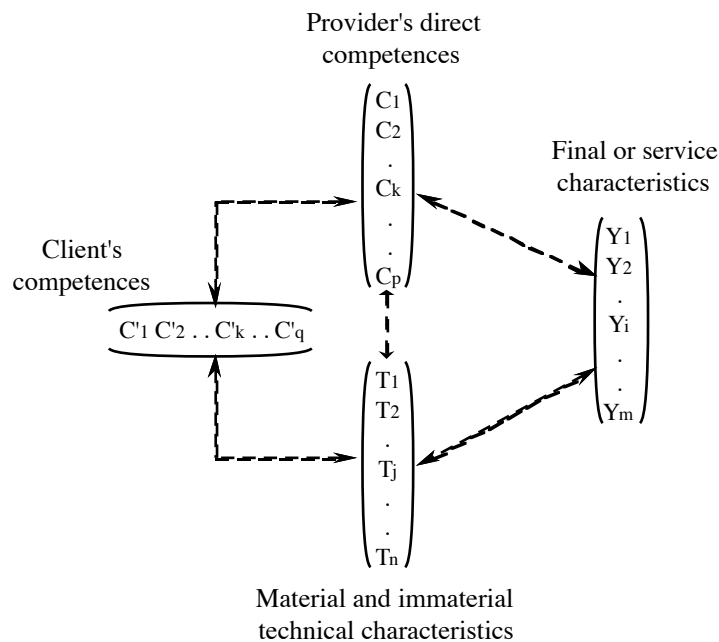 Provider's direct
competences
C1
C2
.
Ck
.
.
Cp
Final or service
characteristics
Y1
Y2
.
Yi
.
.
Ym
Client's
competences
C'1 C'2 . . C'k . . C'q
T1
T2
.
Tj
.
.
Tn
Material and immaterial
technical characteristics